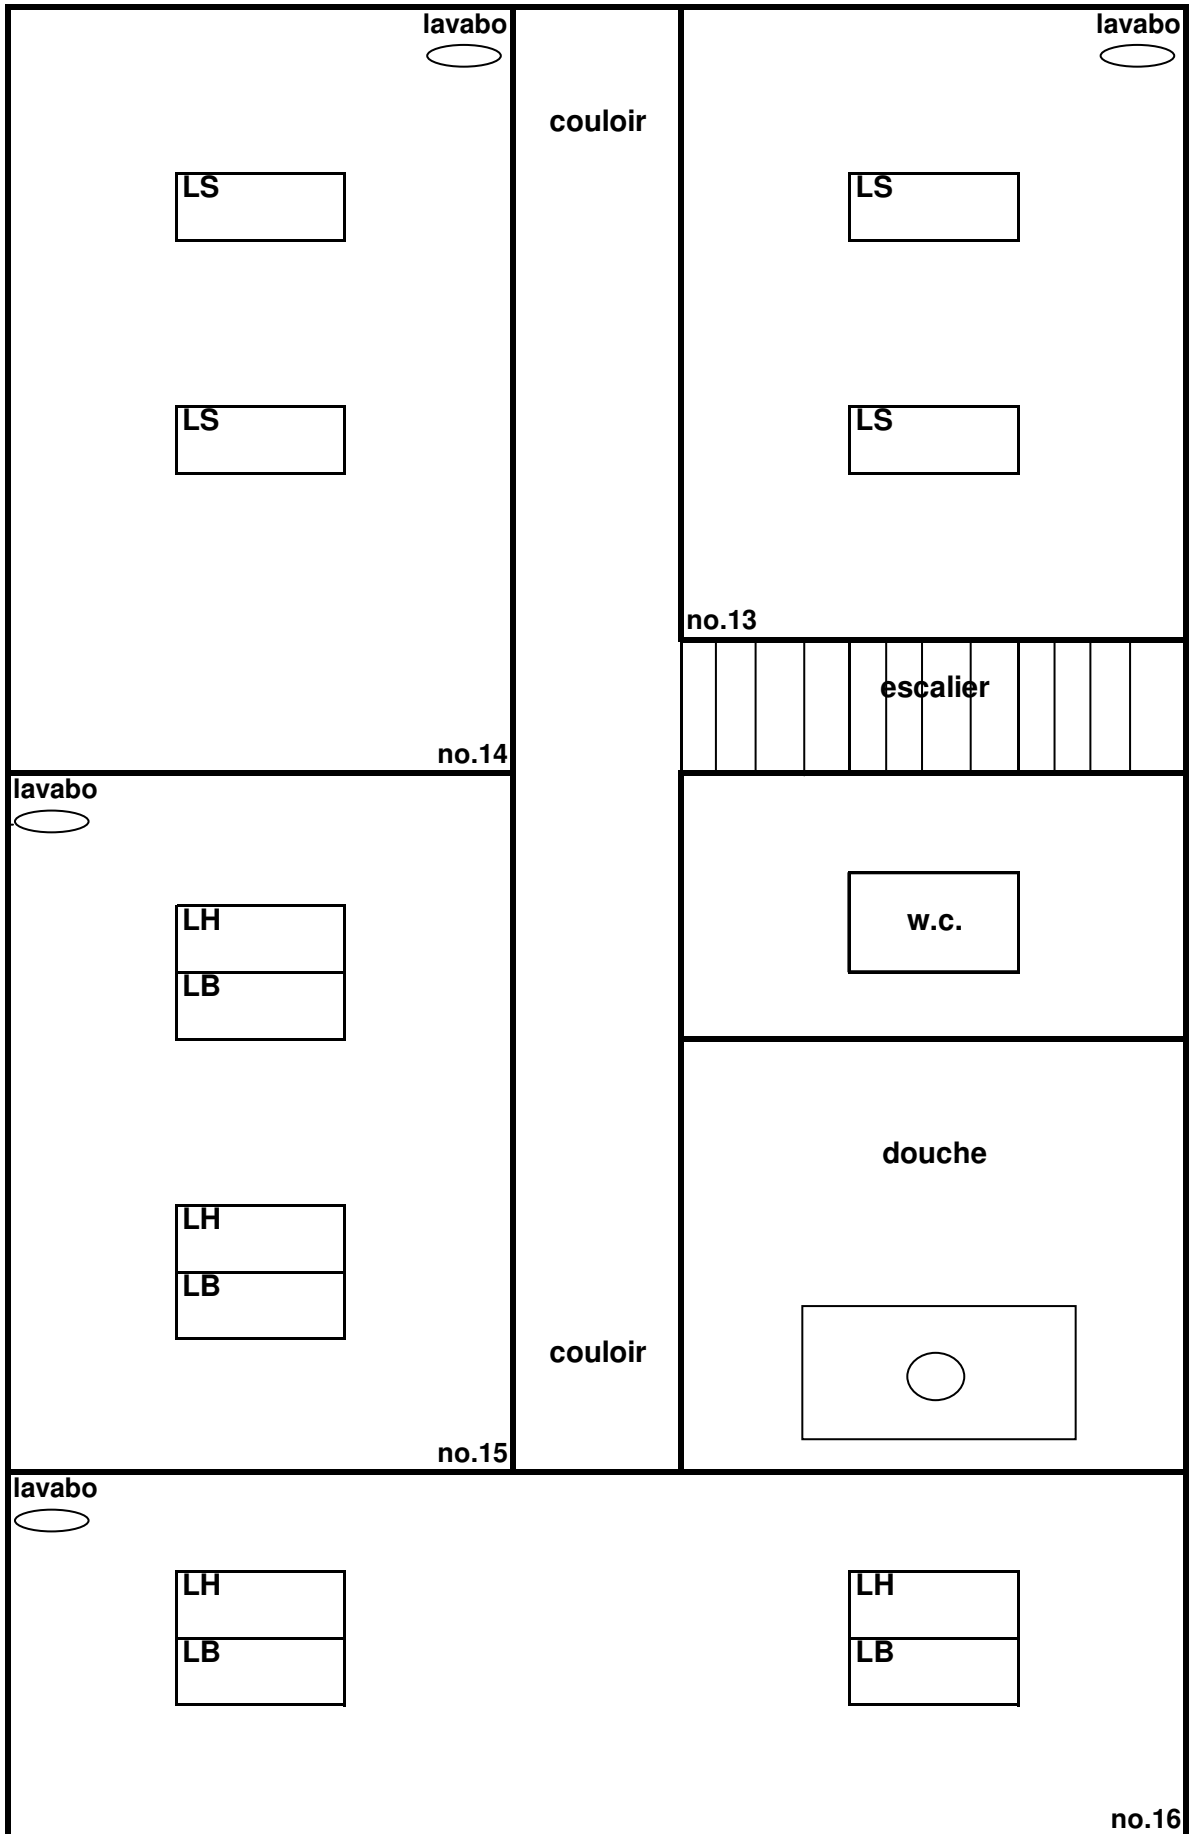 lavabo
lavabo
couloir
LS
LS
LS
LS
no.13
escalier
no.14
lavabo
LH
w.c.
LB
douche
LH
LB
couloir
no.15
lavabo
LH
LH
LB
LB
no.16